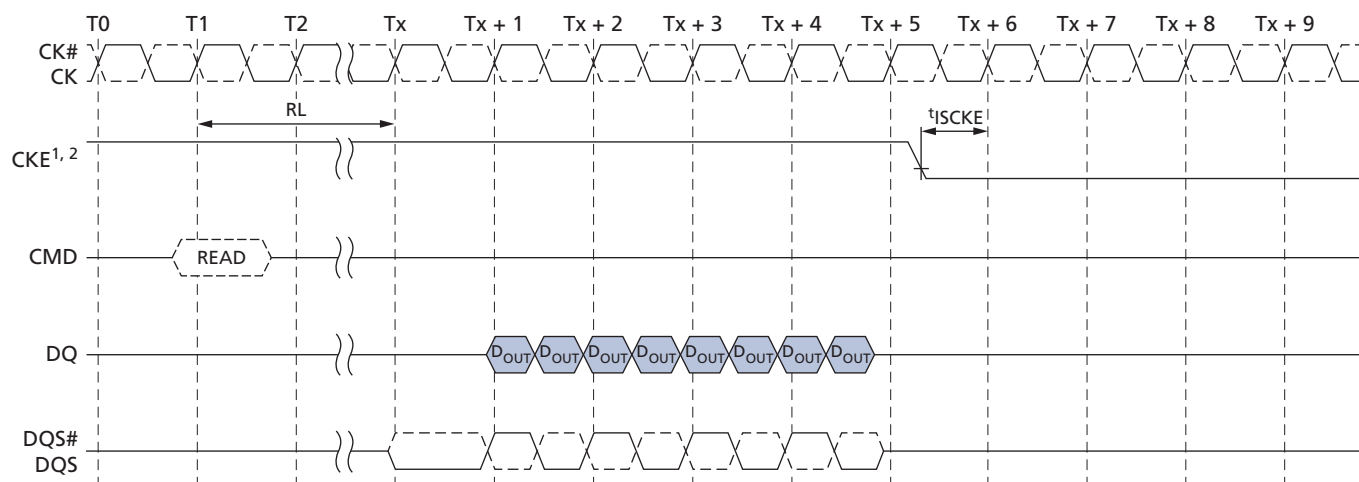 T0 T1 T2 Tx Tx + 1 Tx + 2 Tx + 3 Tx + 4 Tx + 5 Tx + 6 Tx + 7 Tx + 8 Tx + 9
CK#
CK
RL
tISCKE
CKE1, 2
CMD READ
DQ DOUT DOUT DOUT DOUT DOUT DOUT DOUT DOUT
DQS#
DQS